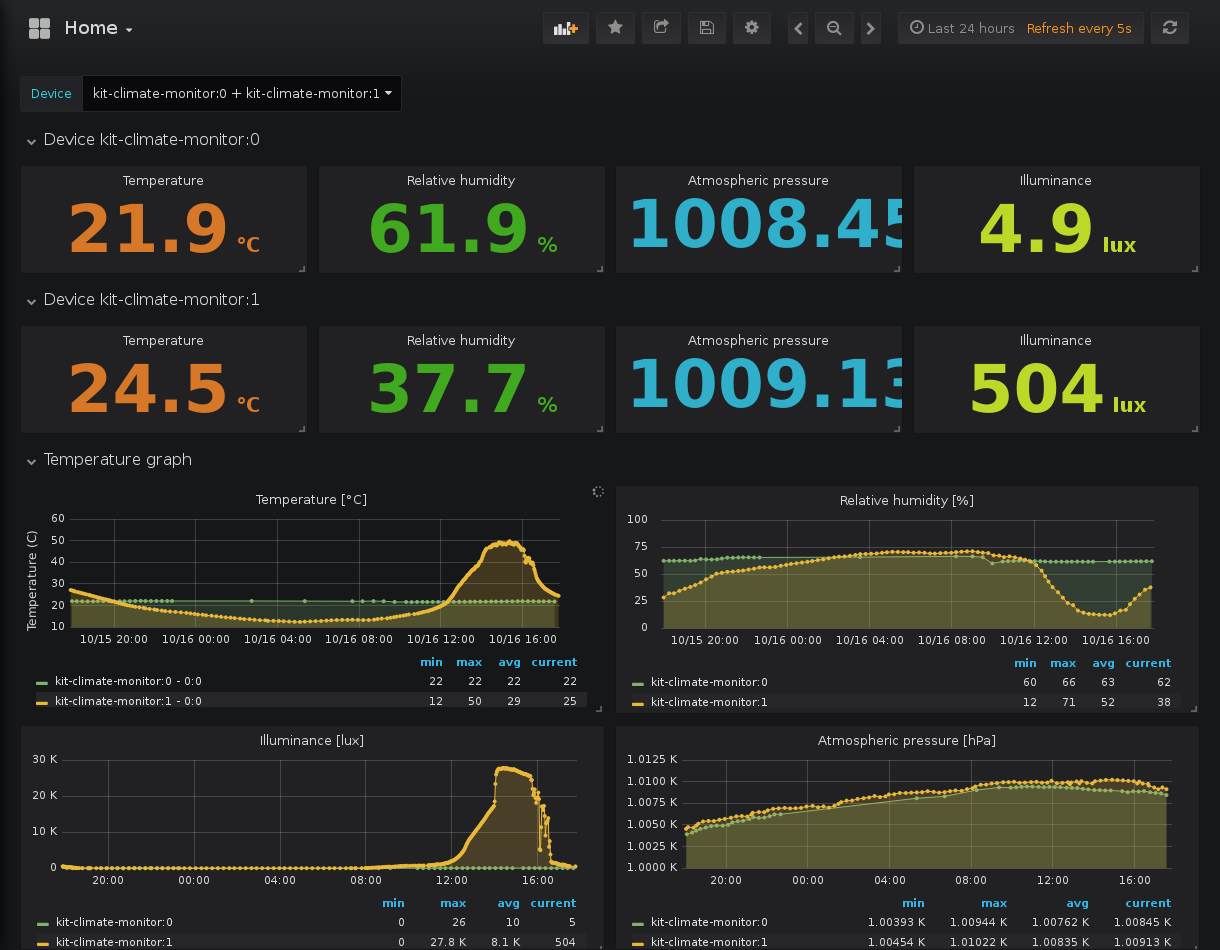 Home
Last 24 hours Refresh every 5s
Device kit-climate-monitor:0 + kit-climate-monitor:1
Device kit-climate-monitor:0
Temperature Relative humidity Atmospheric pressure Illuminance
21.9 °C 61.9 % 1008.45 4.9 lux
Device kit-climate-monitor:1
Temperature Relative humidity Atmospheric pressure Illuminance
24.5 °C 37.7 % 1009.13 504 lux
Temperature graph
Temperature [°C]
Temperature (C)
60
50
40
30
20
10
10/15 20:00 10/16 00:00 10/16 04:00 10/16 08:00 10/16 12:00 10/16 16:00
min max avg current
kit-climate-monitor:0 - 0:0 22 22 22 22
kit-climate-monitor:1 - 0:0 12 50 29 25
Relative humidity [%]
100
75
50
25
0
10/15 20:00 10/16 00:00 10/16 04:00 10/16 08:00 10/16 12:00 10/16 16:00
min max avg current
kit-climate-monitor:0 60 66 63 62
kit-climate-monitor:1 12 71 52 38
Illuminance [lux]
30 K
20 K
10 K
0
20:00 00:00 04:00 08:00 12:00 16:00
min max avg current
kit-climate-monitor:0 0 26 10 5
kit-climate-monitor:1 0 27.8 K 8.1 K 504
Atmospheric pressure [hPa]
1.0125 K
1.0100 K
1.0075 K
1.0050 K
1.0025 K
1.0000 K
20:00 00:00 04:00 08:00 12:00 16:00
min max avg current
kit-climate-monitor:0 1.00393 K 1.00944 K 1.00762 K 1.00845 K
kit-climate-monitor:1 1.00454 K 1.01022 K 1.00835 K 1.00913 K